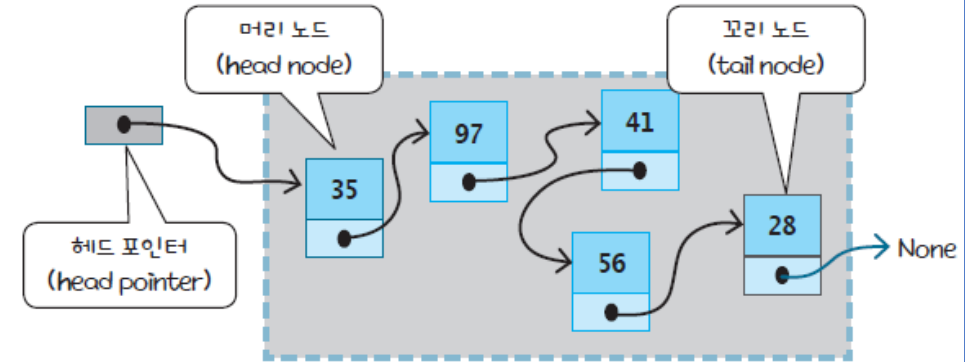 머리 노드
(head node)
꼬리 노드
(tail node)
97
41
35
28
None
헤드 포인터
(head pointer)
56